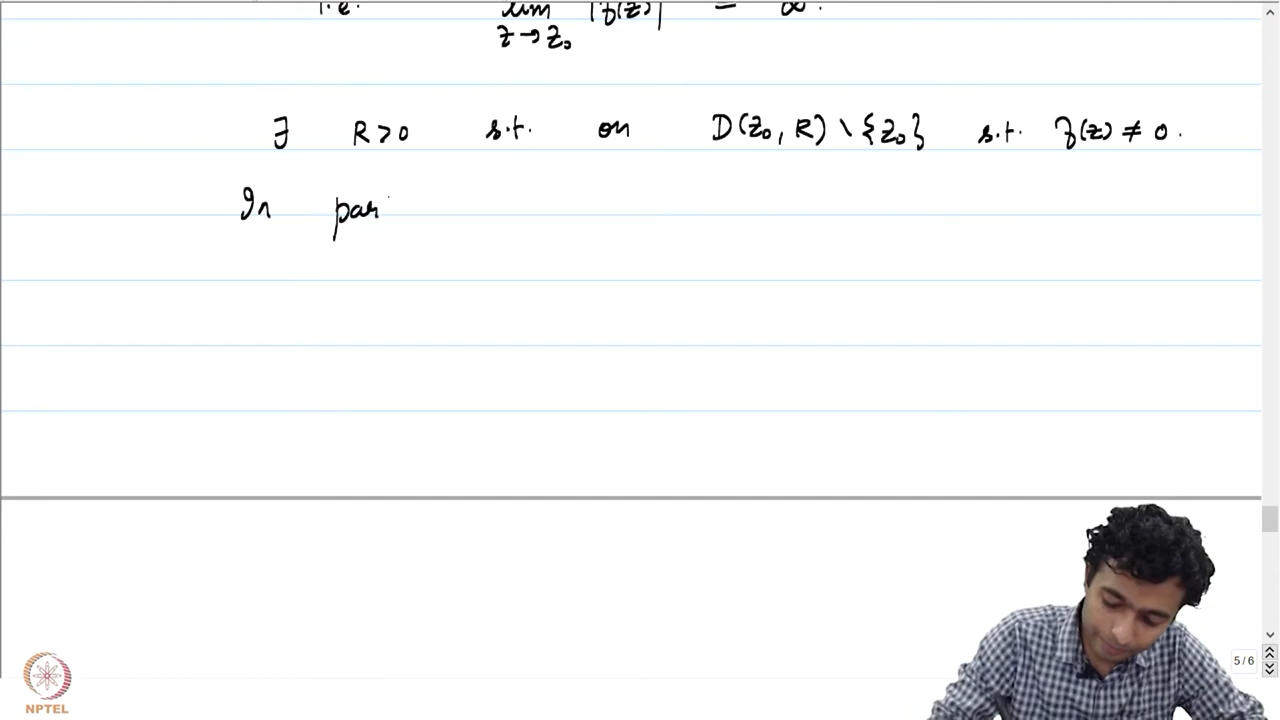 i.e. lim |f(z)| = ∞.
z→z₀
∃ R>0 s.t. on D(z₀, R) \ {z₀} s.t. f(z) ≠ 0.
In par
5 / 6
NPTEL